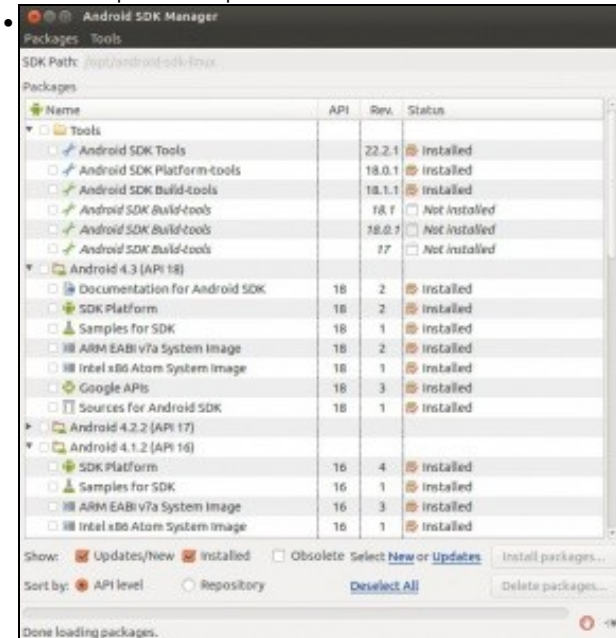 Android SDK Manager
Packages Tools
SDK Path: /opt/android-sdk-linux
Packages
Name API Rev. Status
Tools
Android SDK Tools 22.2.1 Installed
Android SDK Platform-tools 18.0.1 Installed
Android SDK Build-tools 18.1.1 Installed
Android SDK Build-tools 18.1 Not installed
Android SDK Build-tools 18.0.1 Not installed
Android SDK Build-tools 17 Not installed
Android 4.3 (API 18)
Documentation for Android SDK 18 2 Installed
SDK Platform 18 2 Installed
Samples for SDK 18 1 Installed
ARM EABI v7a System Image 18 2 Installed
Intel x86 Atom System Image 18 1 Installed
Google APIs 18 3 Installed
Sources for Android SDK 18 1 Installed
Android 4.2.2 (API 17)
Android 4.1.2 (API 16)
SDK Platform 16 4 Installed
Samples for SDK 16 1 Installed
ARM EABI v7a System Image 16 3 Installed
Intel x86 Atom System Image 16 1 Installed
Show: Updates/New Installed Obsolete Select New or Updates Install packages...
Sort by: API level Repository Deselect All Delete packages...
Done loading packages.